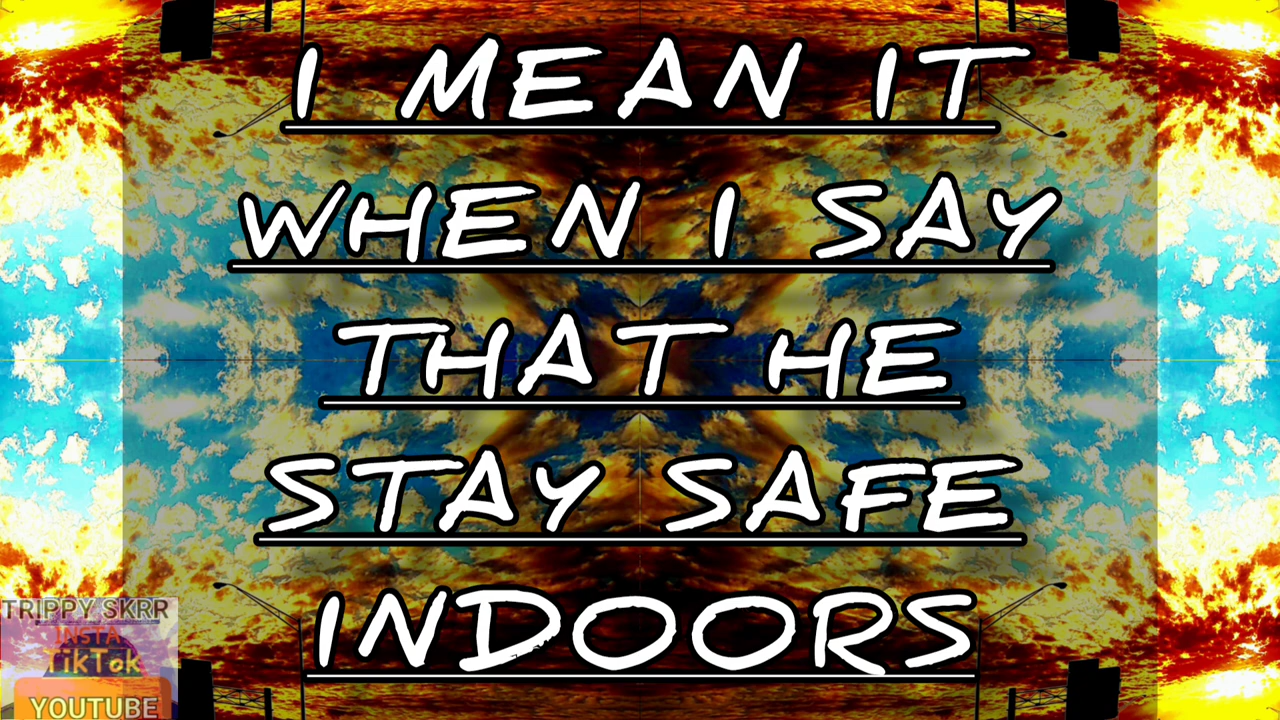 I MEAN IT
WHEN I SAY
THAT HE
STAY SAFE
INDOORS
TRIPPY SKRR
INSTA
TikTok
YOUTUBE